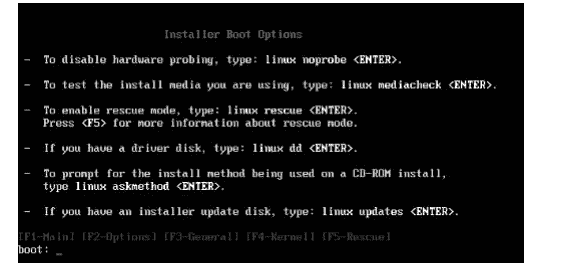 Installer Boot Options
- To disable hardware probing, type: linux noprobe <ENTER>.
- To test the install media you are using, type: linux mediacheck <ENTER>.
- To enable rescue mode, type: linux rescue <ENTER>.
Press <F5> for more information about rescue mode.
- If you have a driver disk, type: linux dd <ENTER>.
- To prompt for the install method being used on a CD-ROM install,
type linux askmethod <ENTER>.
- If you have an installer update disk, type: linux updates <ENTER>.
[F1-Main] [F2-Options] [F3-General] [F4-Kernel] [F5-Rescue]
boot: _